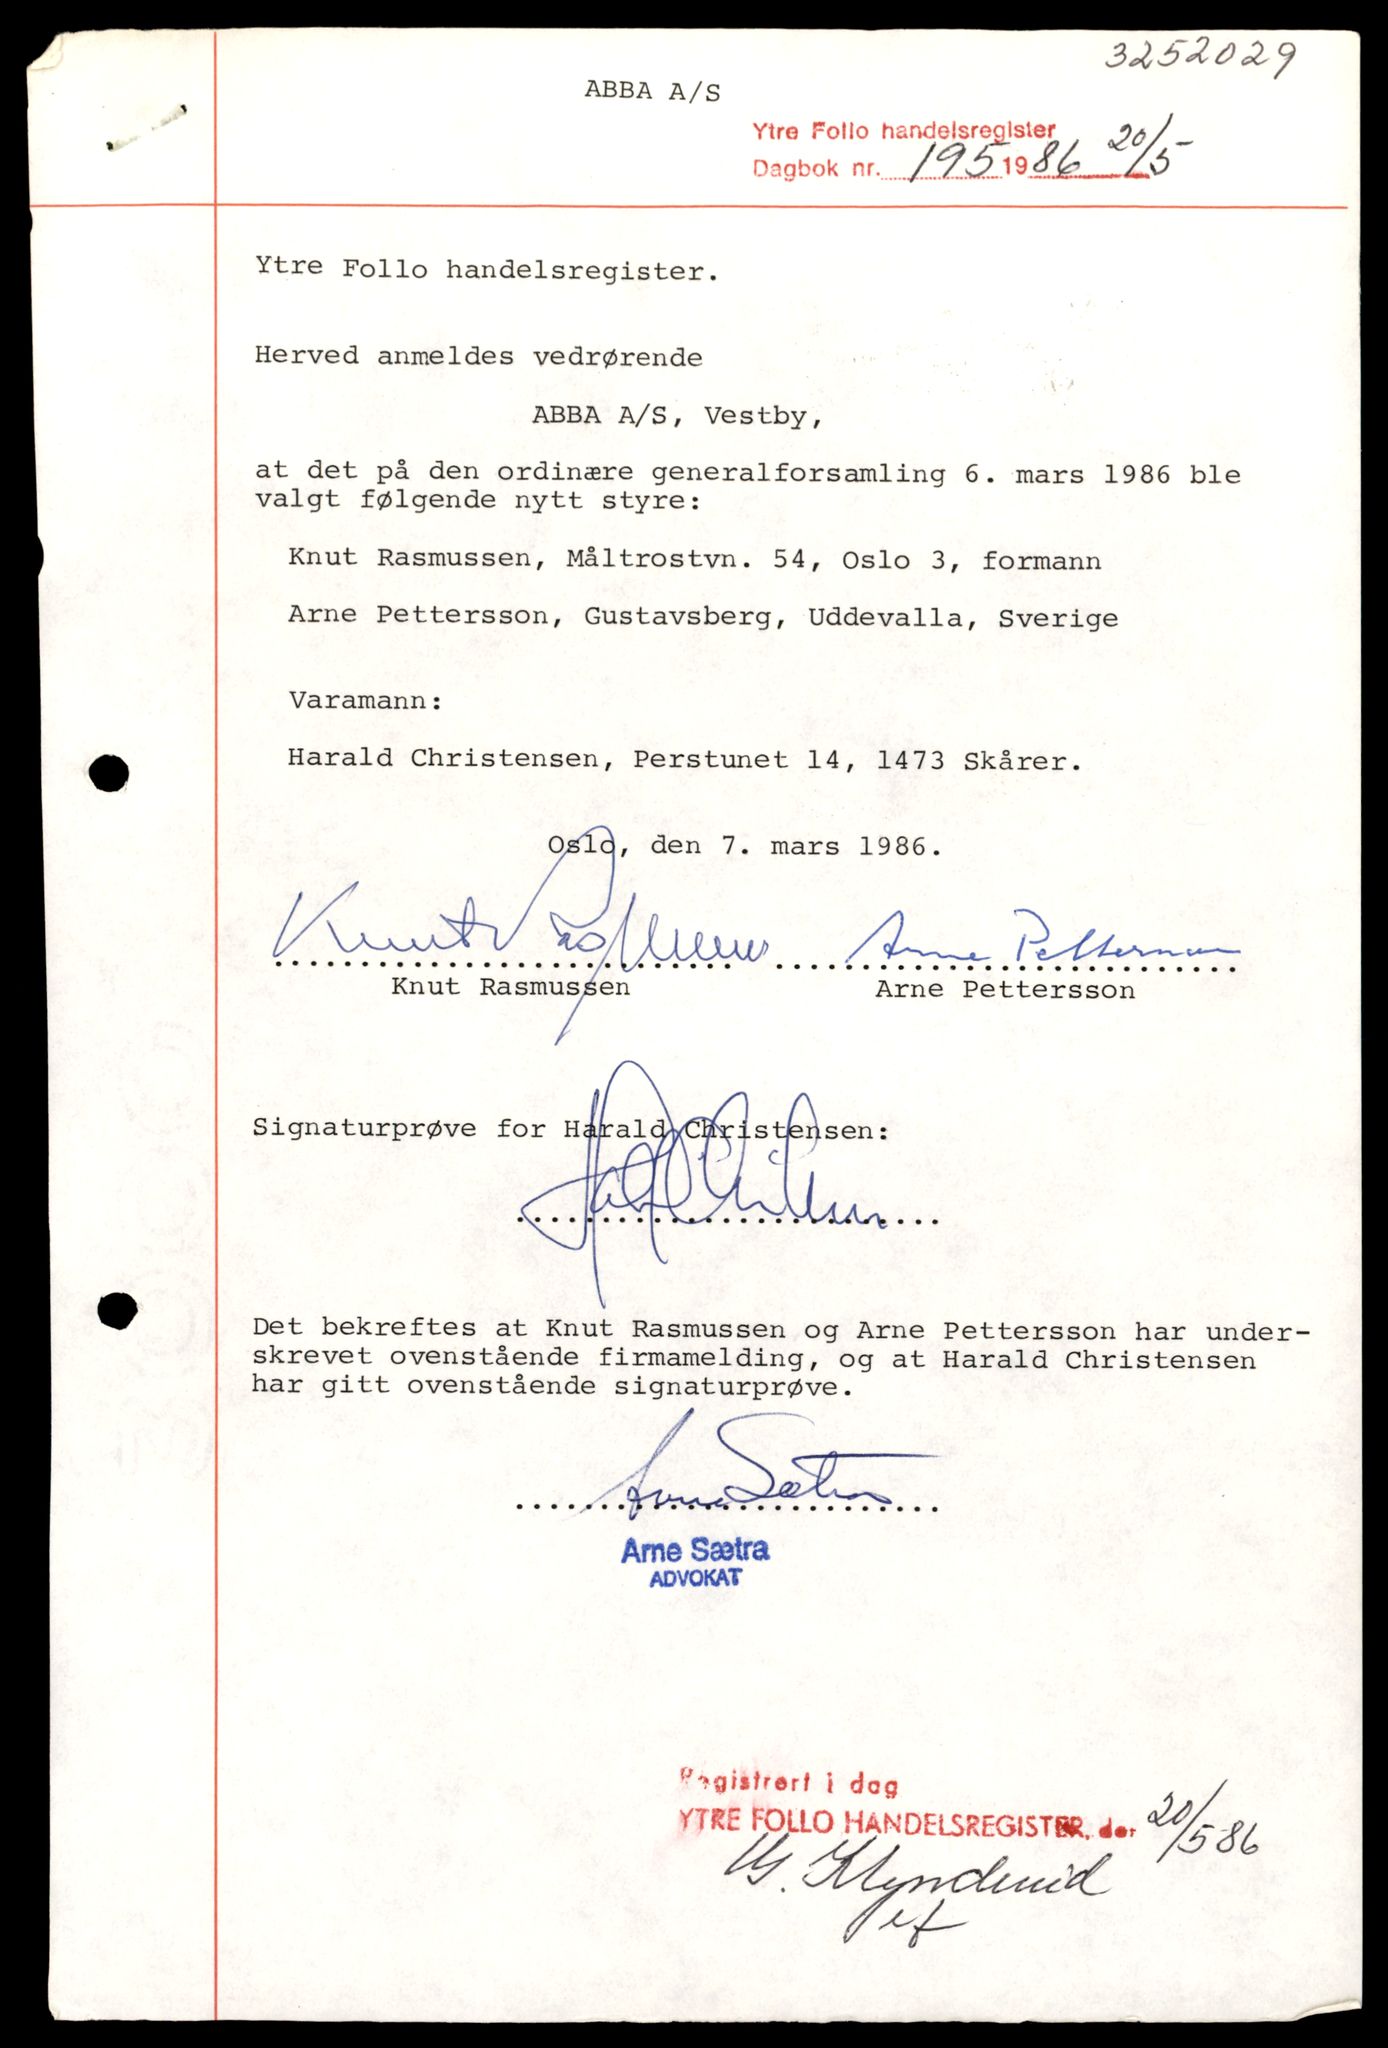 3252029
ABBA A/S
Ytre Follo handelsregister
Dagbok nr. 195 1986 20/5
Ytre Follo handelsregister.
Herved anmeldes vedrørende
ABBA A/S, Vestby,
at det på den ordinære generalforsamling 6. mars 1986 ble
valgt følgende nytt styre:
Knut Rasmussen, Måltrostvn. 54, Oslo 3, formann
Arne Pettersson, Gustavsberg, Uddevalla, Sverige
Varamann:
Harald Christensen, Perstunet 14, 1473 Skårer.
Oslo, den 7. mars 1986.
Knut Rasmussen Arne Pettersson
Knut Rasmussen Arne Pettersson
Signaturprøve for Harald Christensen:
Det bekreftes at Knut Rasmussen og Arne Pettersson har under-
skrevet ovenstående firmamelding, og at Harald Christensen
har gitt ovenstående signaturprøve.
Arne Sætra
Arne Sætra
ADVOKAT
Registrert i dag
YTRE FOLLO HANDELSREGISTER, den 20/5 86